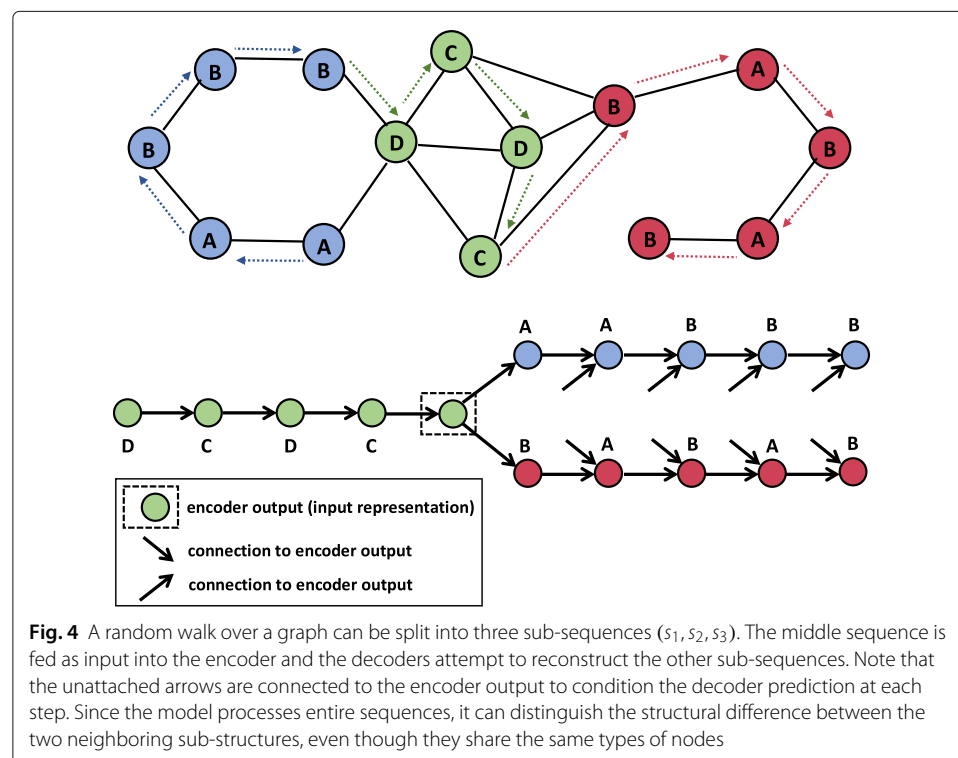 C
B
B
A
B
D
D
B
B
A
A
C
B
A
A
A
B
B
B
D
C
D
C
B
A
B
A
B
encoder output (input representation)
connection to encoder output
connection to encoder output
Fig. 4 A random walk over a graph can be split into three sub-sequences (s₁, s₂, s₃). The middle sequence is
fed as input into the encoder and the decoders attempt to reconstruct the other sub-sequences. Note that
the unattached arrows are connected to the encoder output to condition the decoder prediction at each
step. Since the model processes entire sequences, it can distinguish the structural difference between the
two neighboring sub-structures, even though they share the same types of nodes